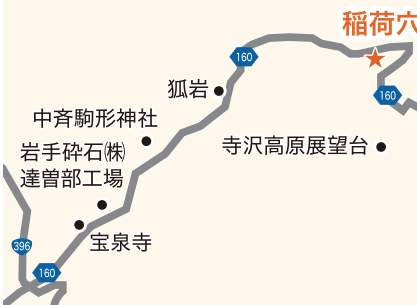 稲荷穴
160
狐岩
160
中斉駒形神社
寺沢高原展望台
岩手砕石㈱
達曽部工場
宝泉寺
396
160